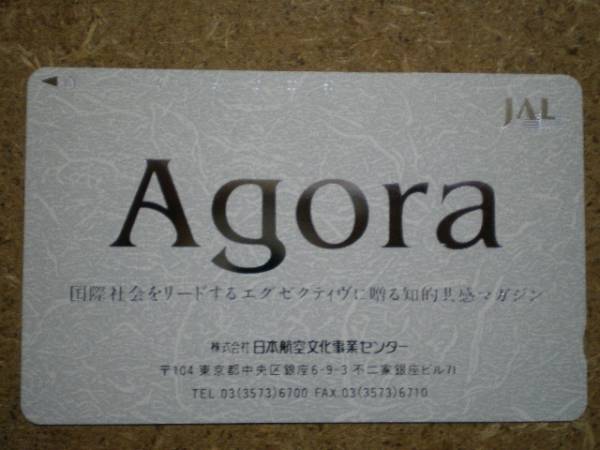 JAL
Agora
国際社会をリードするエグゼクティヴに贈る知的共感マガジン
株式会社 日本航空文化事業センター
〒104 東京都中央区銀座6-9-3 不二家銀座ビル7F
TEL.03(3573)6700 FAX.03(3573)6710